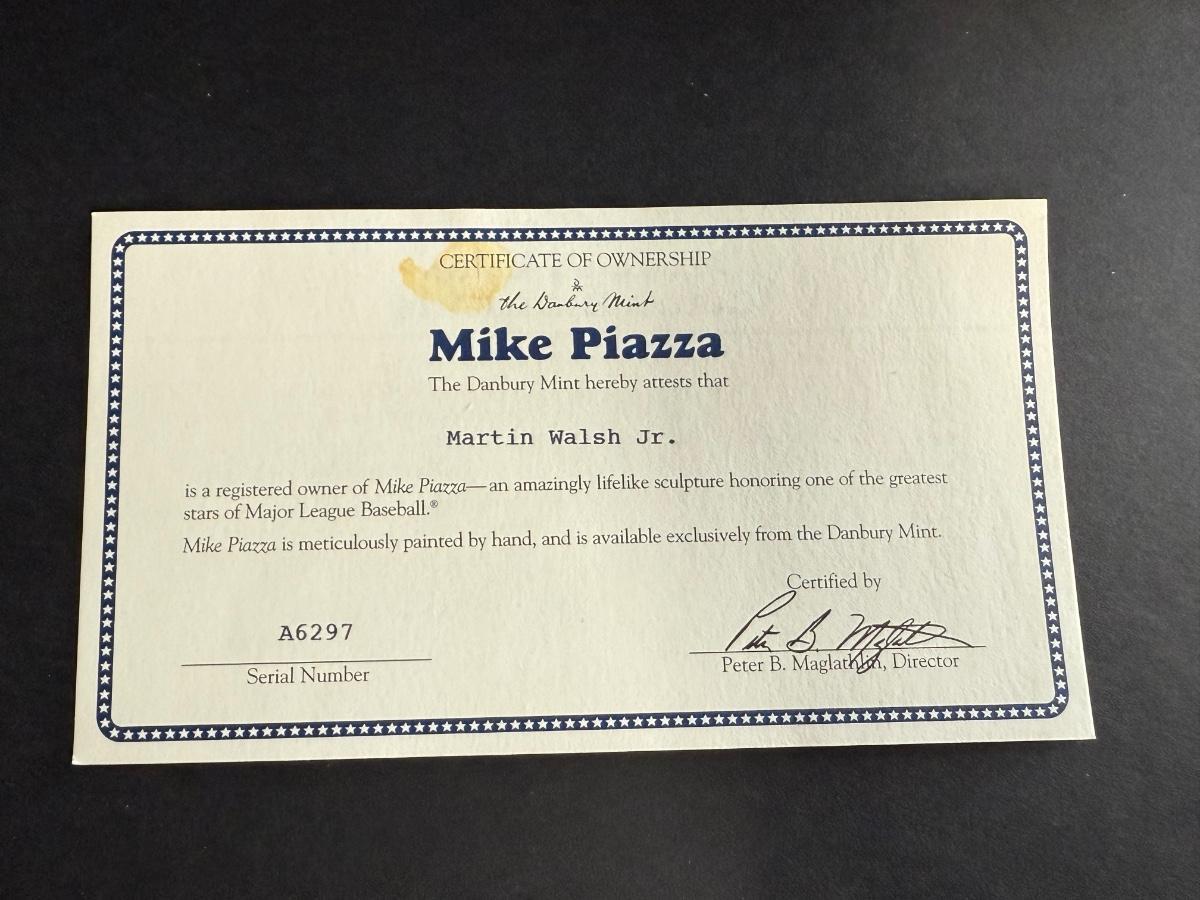 CERTIFICATE OF OWNERSHIP
the Danbury Mint
Mike Piazza
The Danbury Mint hereby attests that
Martin Walsh Jr.
is a registered owner of Mike Piazza—an amazingly lifelike sculpture honoring one of the greatest
stars of Major League Baseball.®
Mike Piazza is meticulously painted by hand, and is available exclusively from the Danbury Mint.
Certified by
Peter B. Maglathlin
Peter B. Maglathlin, Director
A6297
Serial Number